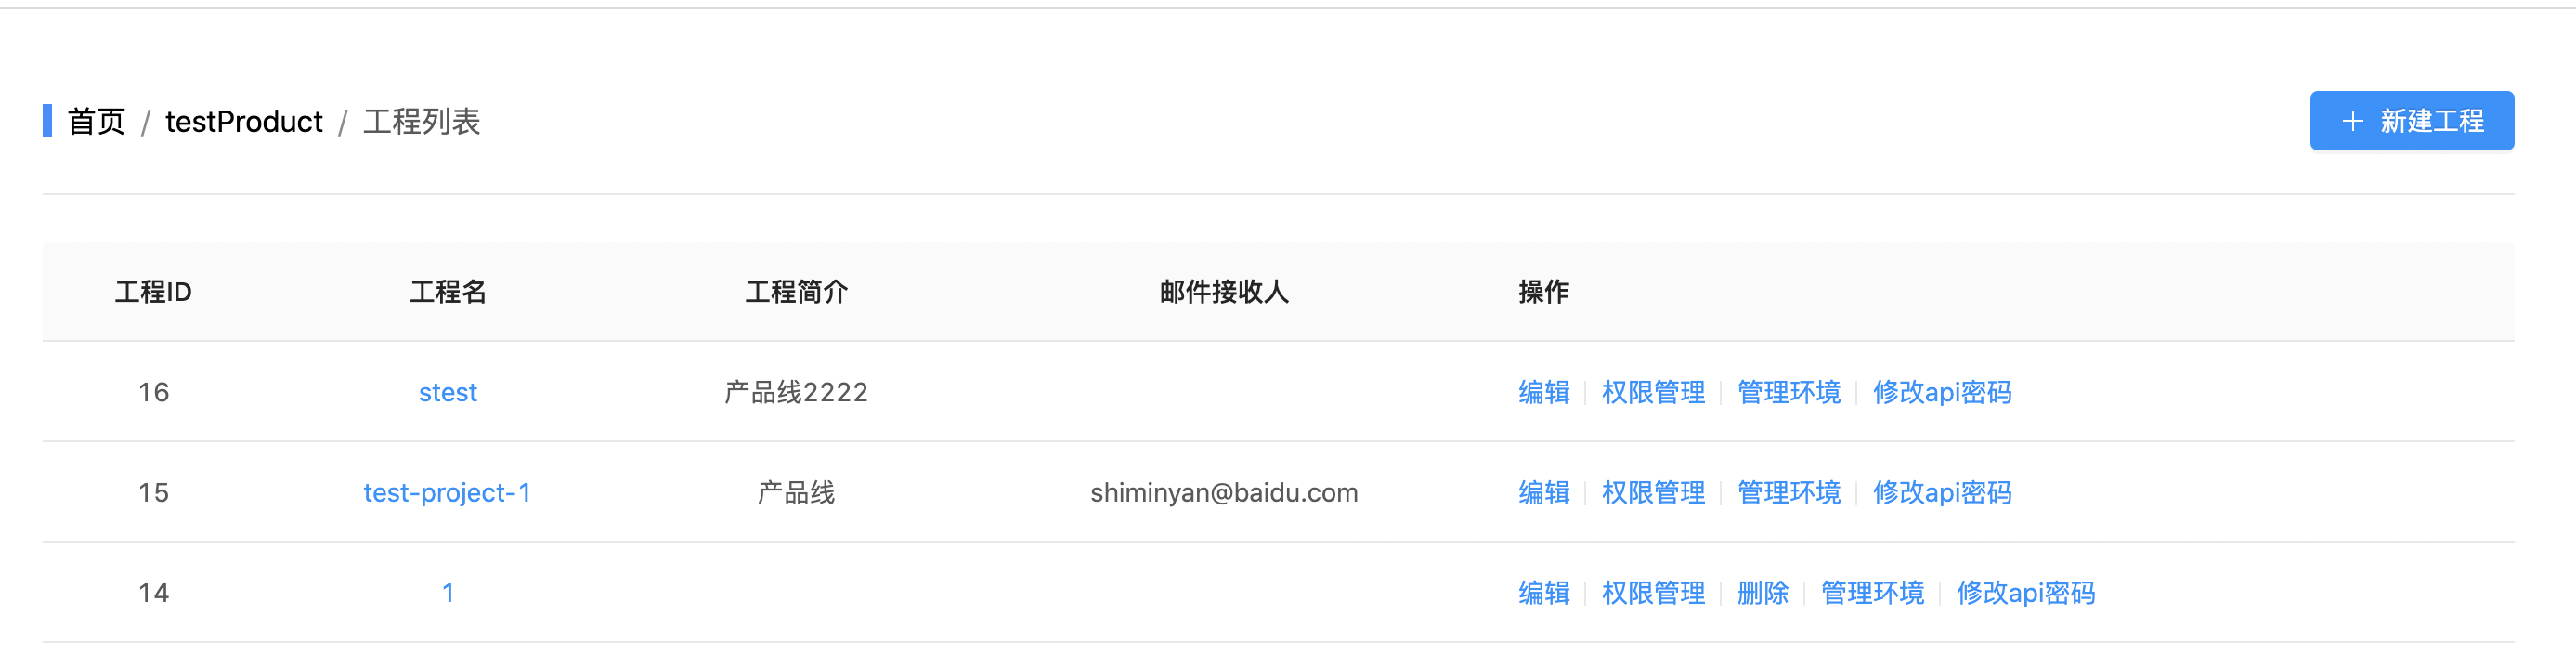 首页 / testProduct / 工程列表 + 新建工程
工程ID 工程名 工程简介 邮件接收人 操作
16 stest 产品线2222 编辑 权限管理 管理环境 修改api密码
15 test-project-1 产品线 shiminyan@baidu.com 编辑 权限管理 管理环境 修改api密码
14 1 编辑 权限管理 删除 管理环境 修改api密码